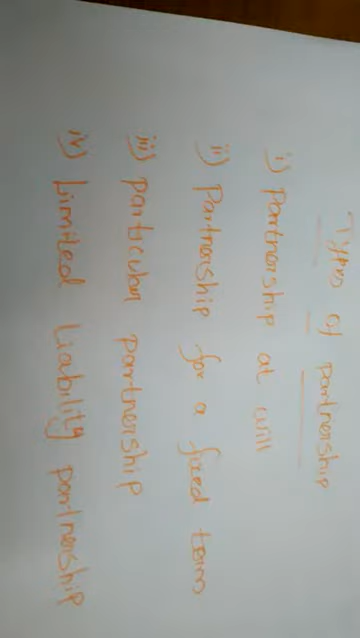 Types of partnership
i) Partnership at will
ii) Partnership for a fixed term
iii) Particular partnership
iv) Limited Liability partnership